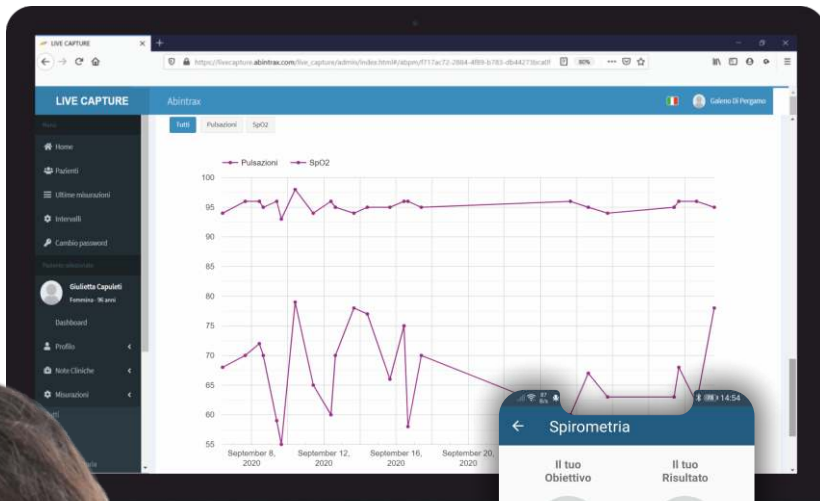 LIVE CAPTURE
https://livecapture.abintrax.com/live_capture/admin/index.html#/abpm/f717ac72-2884-4f89-b783-db44273bca0f
80%
LIVE CAPTURE
Abintrax
Galeno Di Pergamo
Menu
Tutti
Pulsazioni
SpO2
Home
Pazienti
Ultime misurazioni
Intervalli
Cambio password
Giulietta Capuleti
Femmina - 96 anni
Dashboard
Profilo
Note Cliniche
Misurazioni
Pulsazioni
SpO2
100
95
90
85
80
75
70
65
60
55
September 8,
2020
September 12,
2020
September 16,
2020
September 20,
2020
87
B/s
14:54
Spirometria
Il tuo
Obiettivo
Il tuo
Risultato